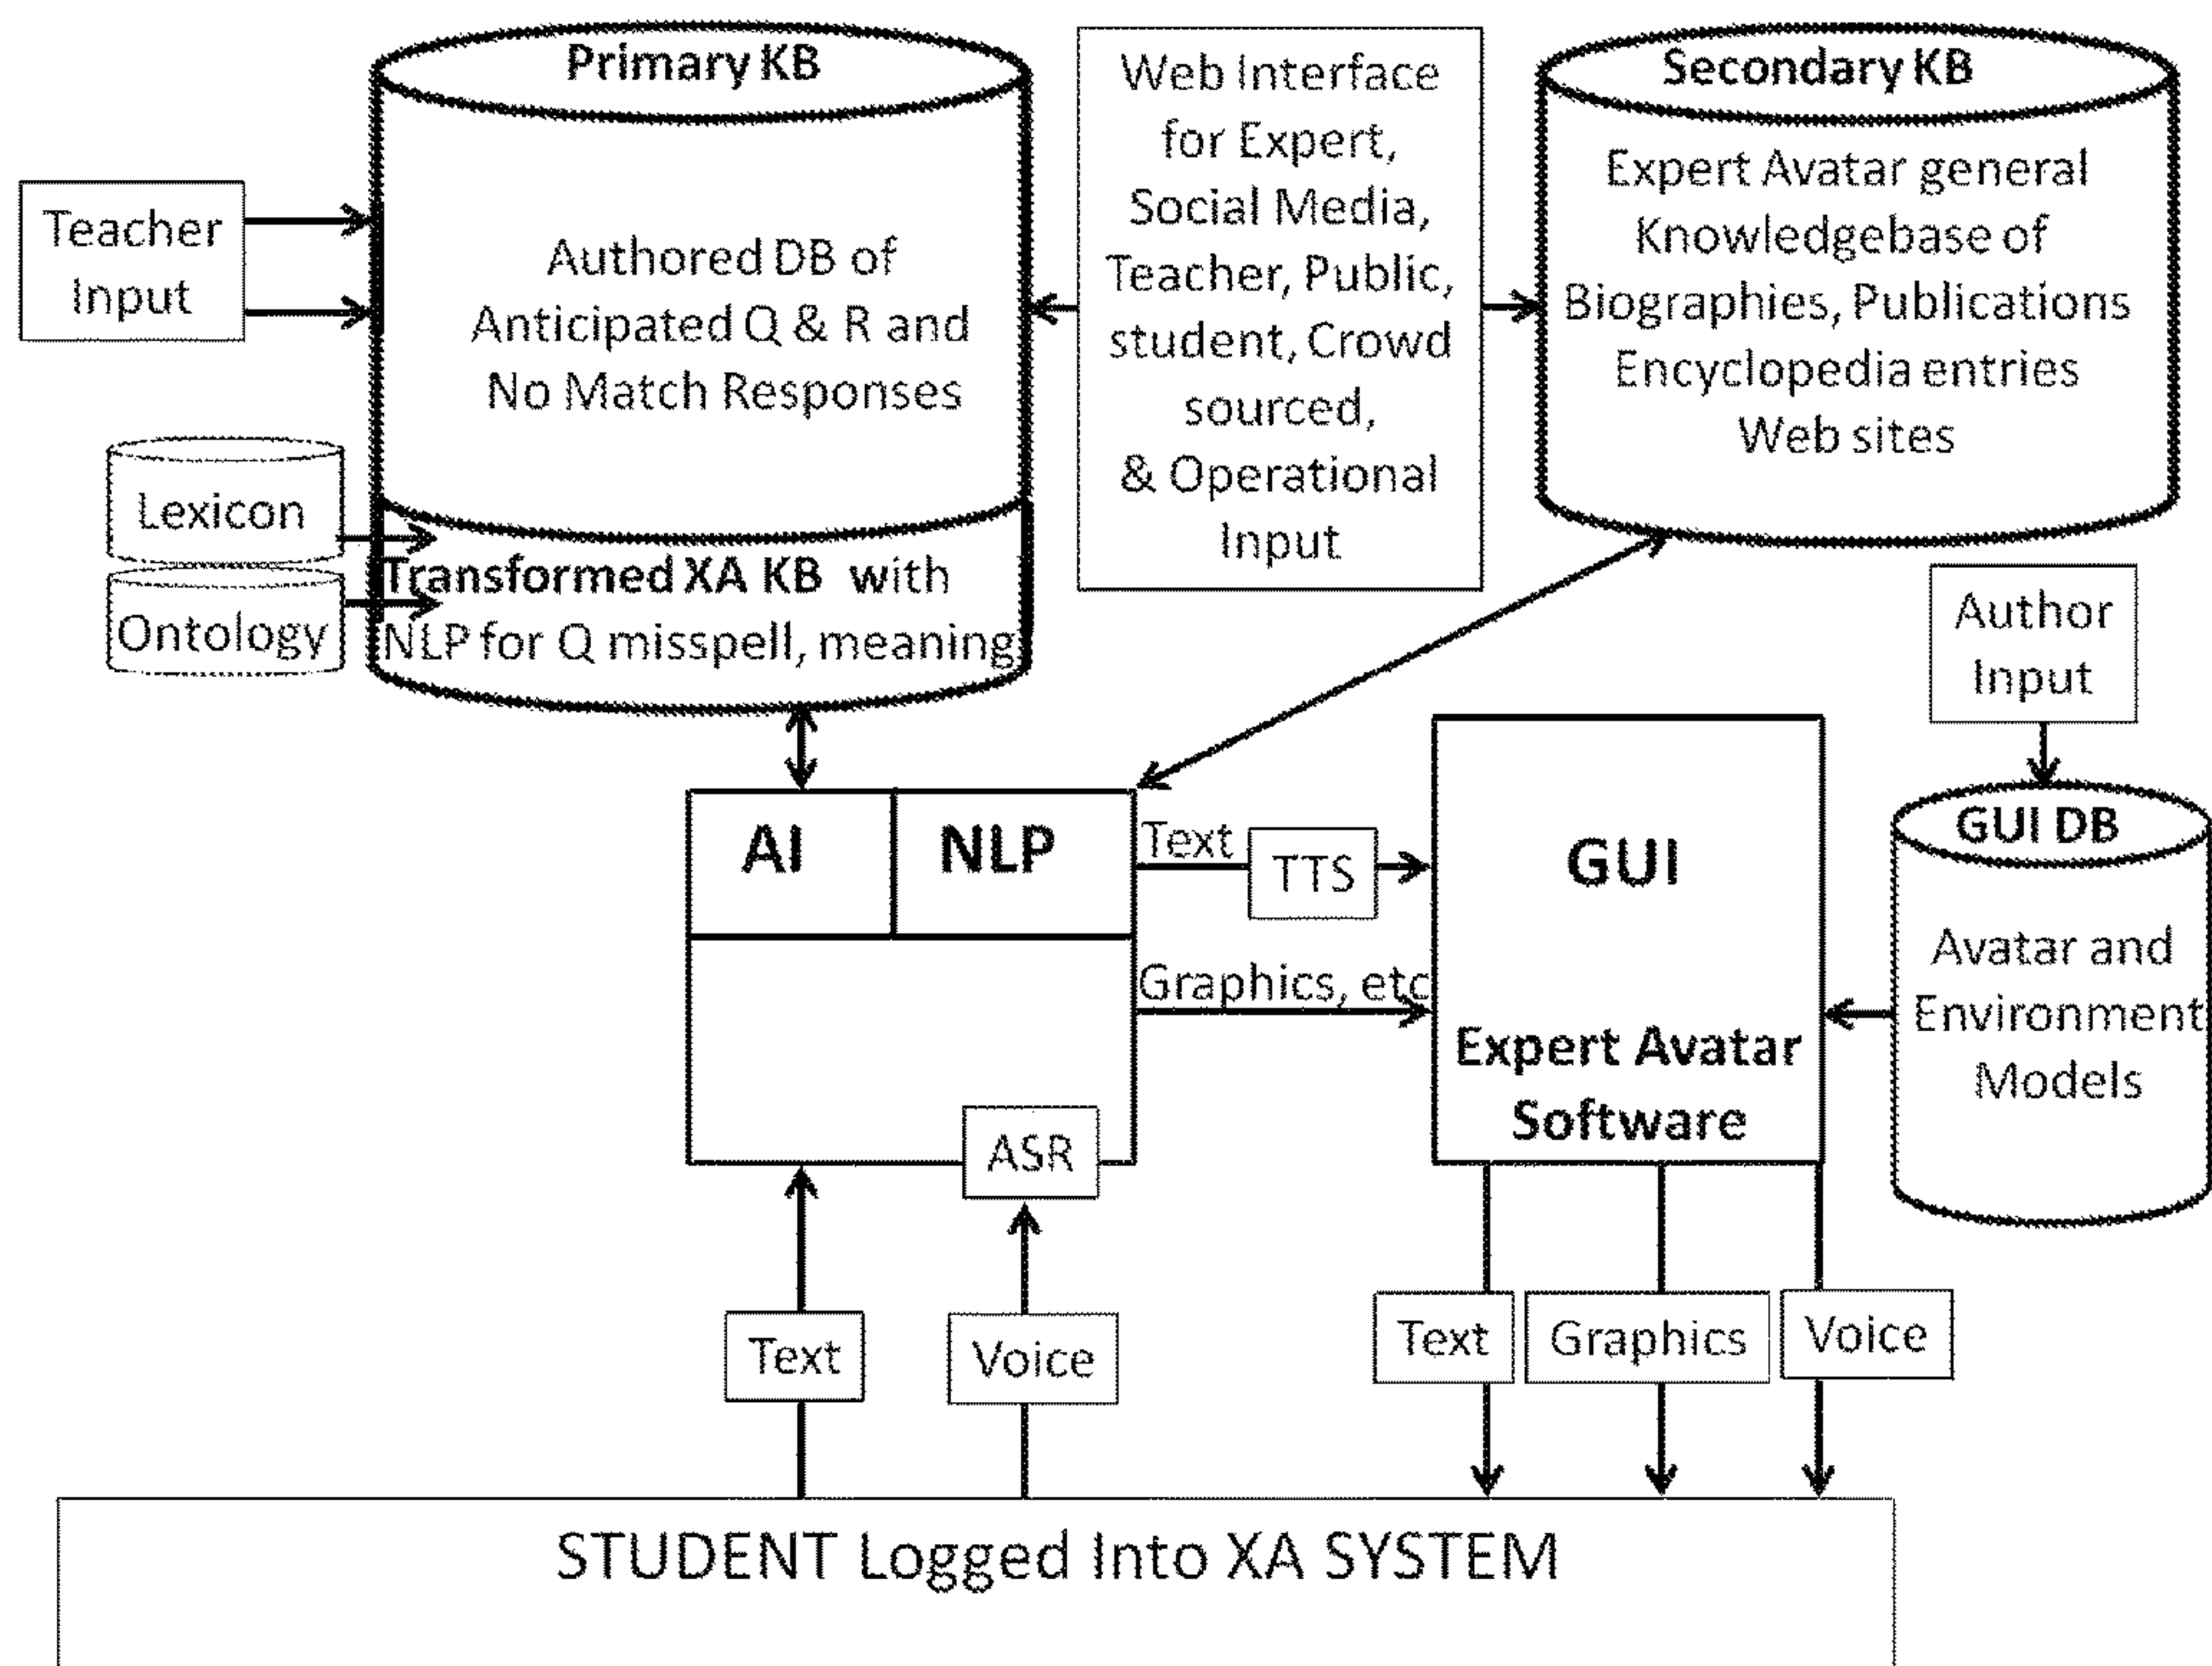 Primary KB
Authored DB of
Anticipated Q & R and
No Match Responses
Transformed XA KB with
NLP for Q misspell, meaning
Teacher
Input
Lexicon
Ontology
Web Interface
for Expert,
Social Media,
Teacher, Public,
student, Crowd
sourced,
& Operational
Input
Secondary KB
Expert Avatar general
Knowledgebase of
Biographies, Publications
Encyclopedia entries
Web sites
Author
Input
GUI DB
Avatar and
Environment
Models
AI
NLP
Text
TTS
Graphics, etc
GUI
Expert Avatar
Software
ASR
Text
Voice
Text
Graphics
Voice
STUDENT Logged Into XA SYSTEM